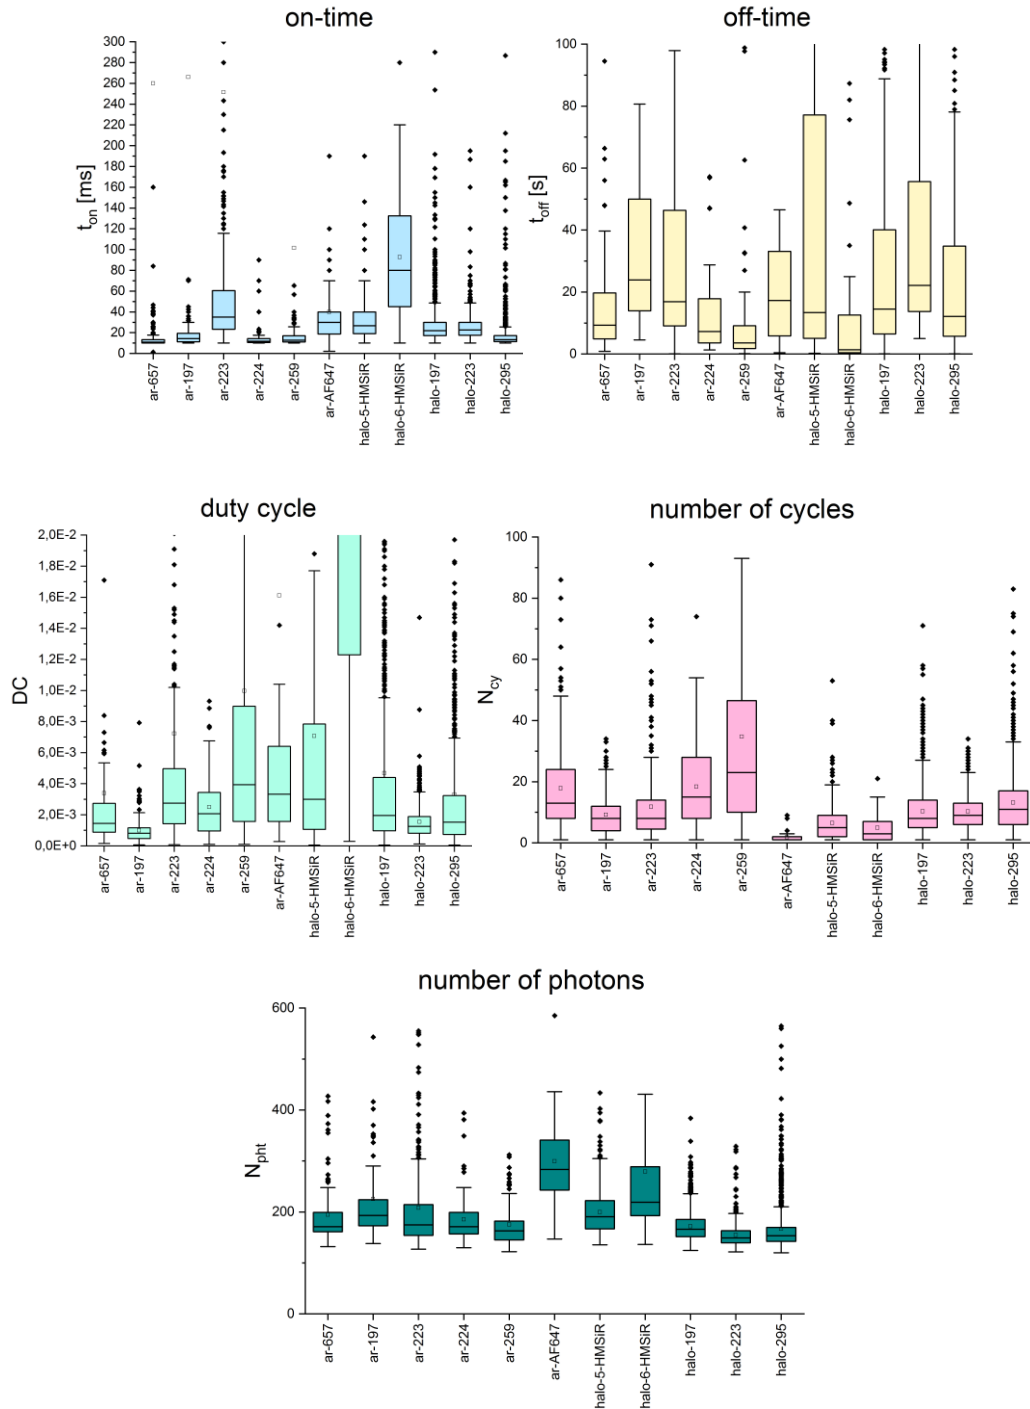 on-time
t_on [ms]
300
280
260
240
220
200
180
160
140
120
100
80
60
40
20
0
ar-657
ar-197
ar-223
ar-224
ar-259
ar-AF647
halo-5-HMSiR
halo-6-HMSiR
halo-197
halo-223
halo-295
off-time
t_off [s]
100
80
60
40
20
0
ar-657
ar-197
ar-223
ar-224
ar-259
ar-AF647
halo-5-HMSiR
halo-6-HMSiR
halo-197
halo-223
halo-295
duty cycle
DC
2,0E-2
1,8E-2
1,6E-2
1,4E-2
1,2E-2
1,0E-2
8,0E-3
6,0E-3
4,0E-3
2,0E-3
0,0E+0
ar-657
ar-197
ar-223
ar-224
ar-259
ar-AF647
halo-5-HMSiR
halo-6-HMSiR
halo-197
halo-223
halo-295
number of cycles
N_cy
100
80
60
40
20
0
ar-657
ar-197
ar-223
ar-224
ar-259
ar-AF647
halo-5-HMSiR
halo-6-HMSiR
halo-197
halo-223
halo-295
number of photons
N_pht
600
400
200
0
ar-657
ar-197
ar-223
ar-224
ar-259
ar-AF647
halo-5-HMSiR
halo-6-HMSiR
halo-197
halo-223
halo-295